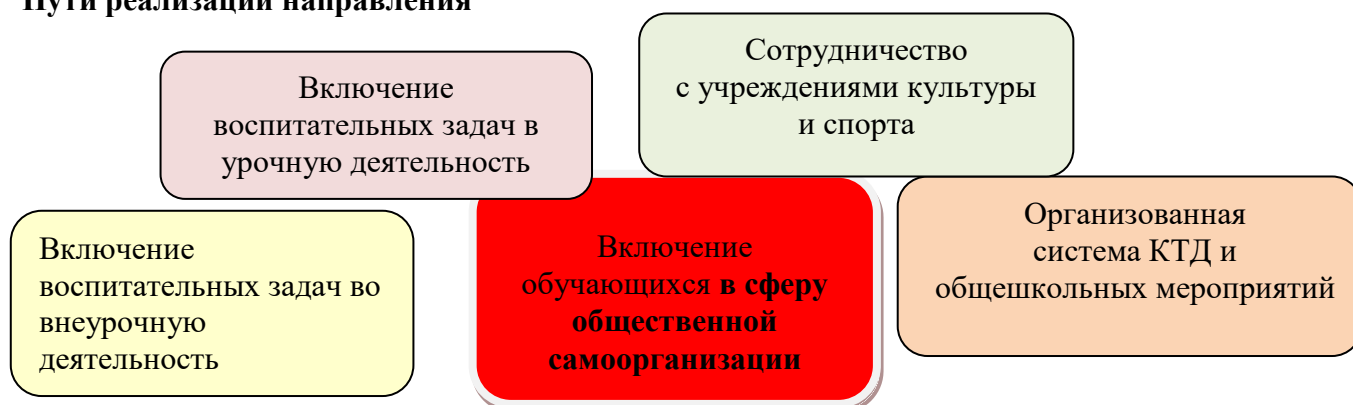 Пути реализации направления
Сотрудничество
с учреждениями культуры
и спорта
Включение
воспитательных задач в
урочную деятельность
Включение
воспитательных задач во
внеурочную
деятельность
Включение
обучающихся в сферу
общественной
самоорганизации
Организованная
система КТД и
общешкольных мероприятий